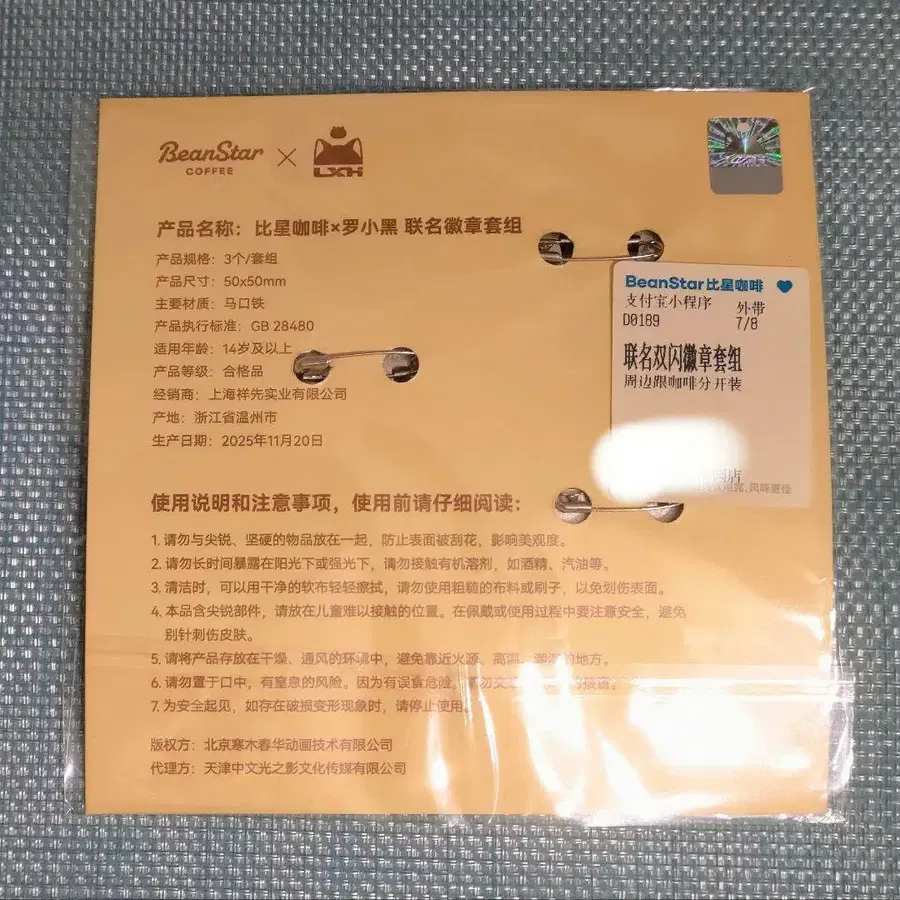 BeanStar
COFFEE
×
LXH
产品名称：比星咖啡×罗小黑 联名徽章套组
产品规格：3个/套组
产品尺寸：50x50mm
主要材质：马口铁
产品执行标准：GB 28480
适用年龄：14岁及以上
产品等级：合格品
经销商：上海祥先实业有限公司
产地：浙江省温州市
生产日期：2025年11月20日
BeanStar比星咖啡
支付宝小程序 外带
D0189 7/8
联名双闪徽章套组
周边跟咖啡分开装
店
风味更佳
使用说明和注意事项，使用前请仔细阅读：
1. 请勿与尖锐、坚硬的物品放在一起，防止表面被刮花，影响美观度。
2. 请勿长时间暴露在阳光下或强光下，请勿接触有机溶剂，如酒精、汽油等。
3. 清洁时，可以用干净的软布轻轻擦拭，请勿使用粗糙的布料或刷子，以免划伤表面。
4. 本品含尖锐部件，请放在儿童难以接触的位置。在佩戴或使用过程中要注意安全，避免
别针刺伤皮肤。
5. 请将产品存放在干燥、通风的环境中，避免靠近火源、高温、潮湿的地方。
6. 请勿置于口中，有窒息的风险。因为有误食危险，请勿交 的孩童。
7. 为安全起见，如存在破损变形现象时，请停止使用。
版权方：北京寒木春华动画技术有限公司
代理方：天津中文光之影文化传媒有限公司